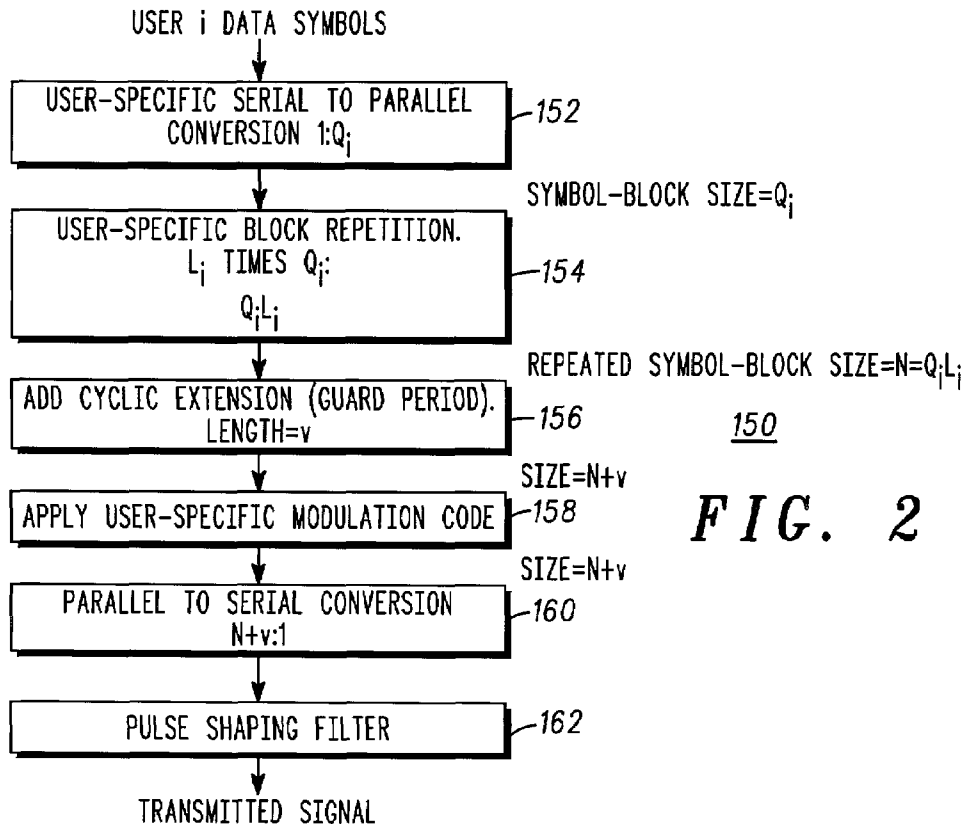 USER i DATA SYMBOLS
USER-SPECIFIC SERIAL TO PARALLEL
CONVERSION 1:Qi
152
SYMBOL-BLOCK SIZE=Qi
USER-SPECIFIC BLOCK REPETITION.
Li TIMES Qi:
QiLi
154
REPEATED SYMBOL-BLOCK SIZE=N=QiLi
ADD CYCLIC EXTENSION (GUARD PERIOD).
LENGTH=v
156
150
SIZE=N+v
APPLY USER-SPECIFIC MODULATION CODE
158
FIG. 2
SIZE=N+v
PARALLEL TO SERIAL CONVERSION
N+v:1
160
PULSE SHAPING FILTER
162
TRANSMITTED SIGNAL